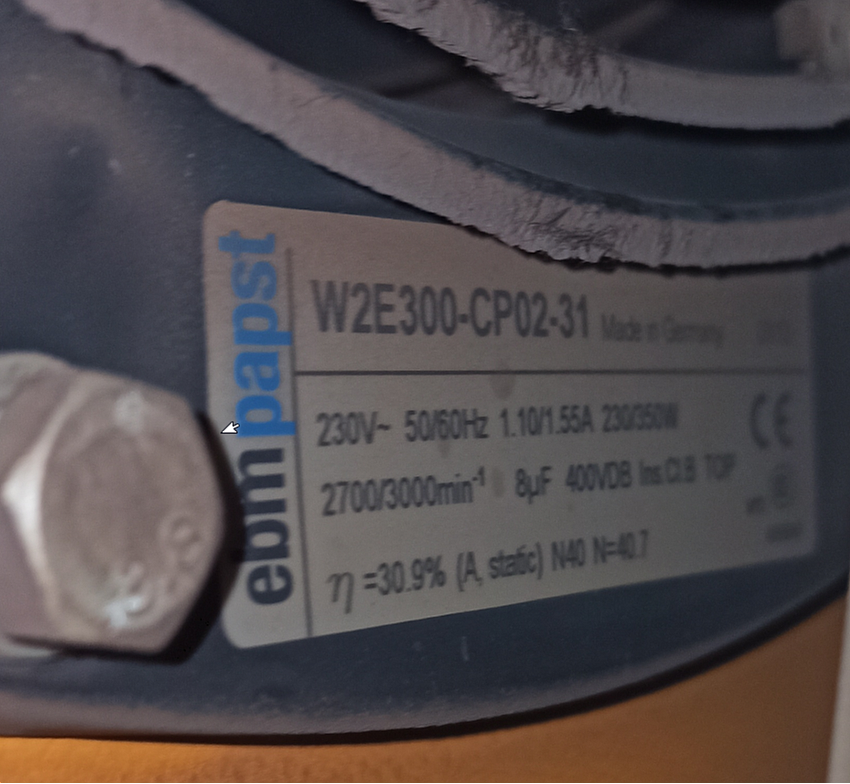 ebmpapst
W2E300-CP02-31 Made in Germany
230V~ 50/60Hz 1.10/1.55A 230/350W
CE
2700/3000min⁻¹ 8µF 400VDB Ins.Cl.B TOP
η =30.9% (A, static) N40 N=40.7